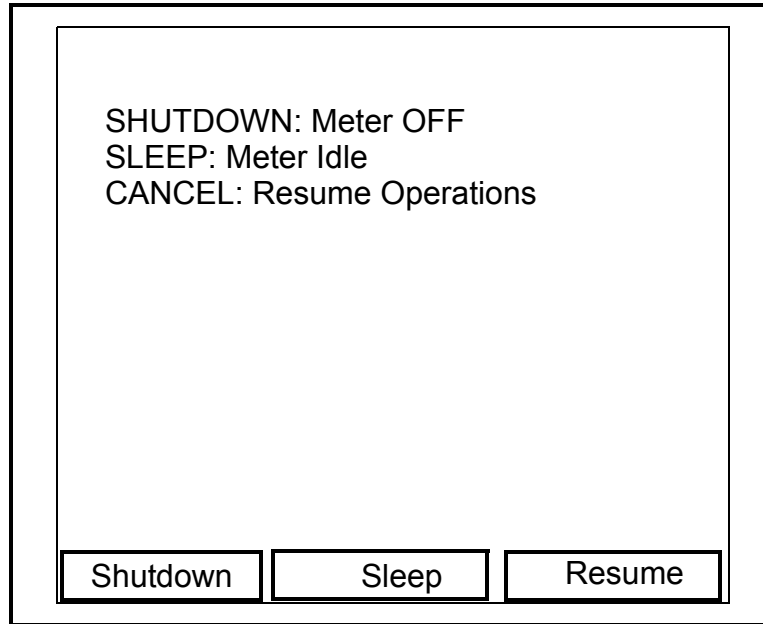 SHUTDOWN: Meter OFF
SLEEP: Meter Idle
CANCEL: Resume Operations
Shutdown Sleep Resume